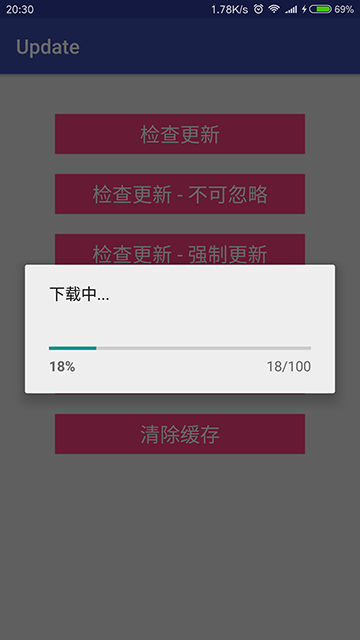 20:30 1.78K/s 69%
Update
检查更新
检查更新 - 不可忽略
检查更新 - 强制更新
下载中...
18% 18/100
清除缓存